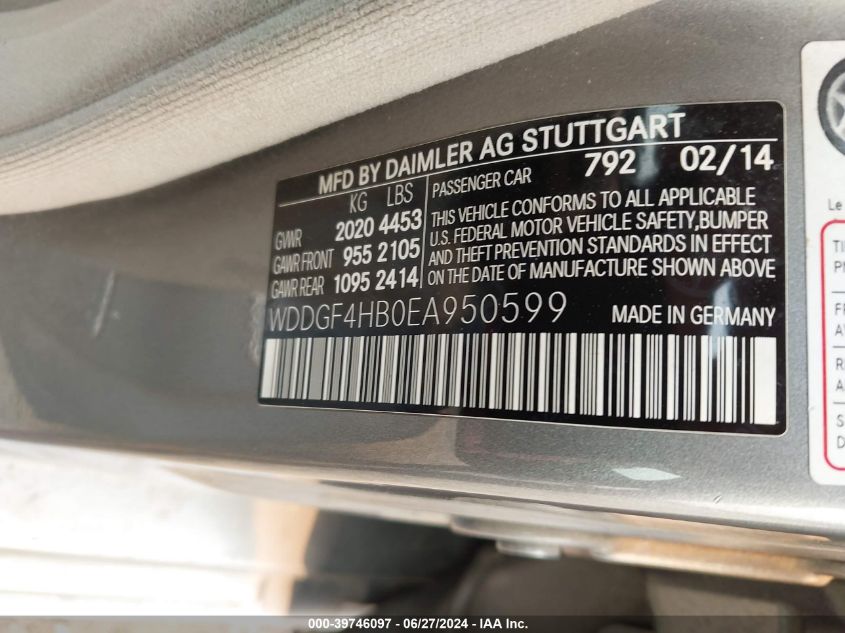 MFD BY DAIMLER AG STUTTGART
KG LBS
PASSENGER CAR 792 02/14
GVWR 2020 4453
GAWR FRONT 955 2105
GAWR REAR 1095 2414
THIS VEHICLE CONFORMS TO ALL APPLICABLE
U.S. FEDERAL MOTOR VEHICLE SAFETY,BUMPER
AND THEFT PREVENTION STANDARDS IN EFFECT
ON THE DATE OF MANUFACTURE SHOWN ABOVE
WDDGF4HB0EA950599 MADE IN GERMANY
Le
000-39746097 - 06/27/2024 - IAA Inc.